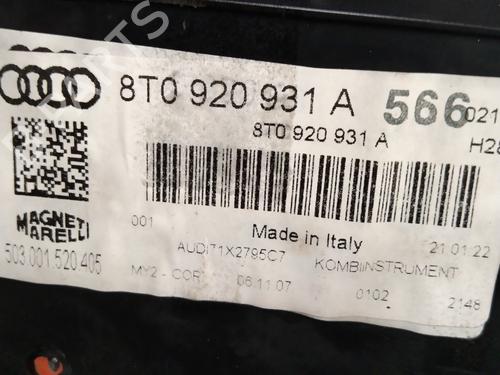 8T0 920 931 A 566 021
8T0 920 931 A H28
MAGNETI
MARELLI
001
Made in Italy 21.01.22
503.001.520.405
AUDI71X2795C7 KOMBIINSTRUMENT
MY2 - COR 06.11.07 0102 2148